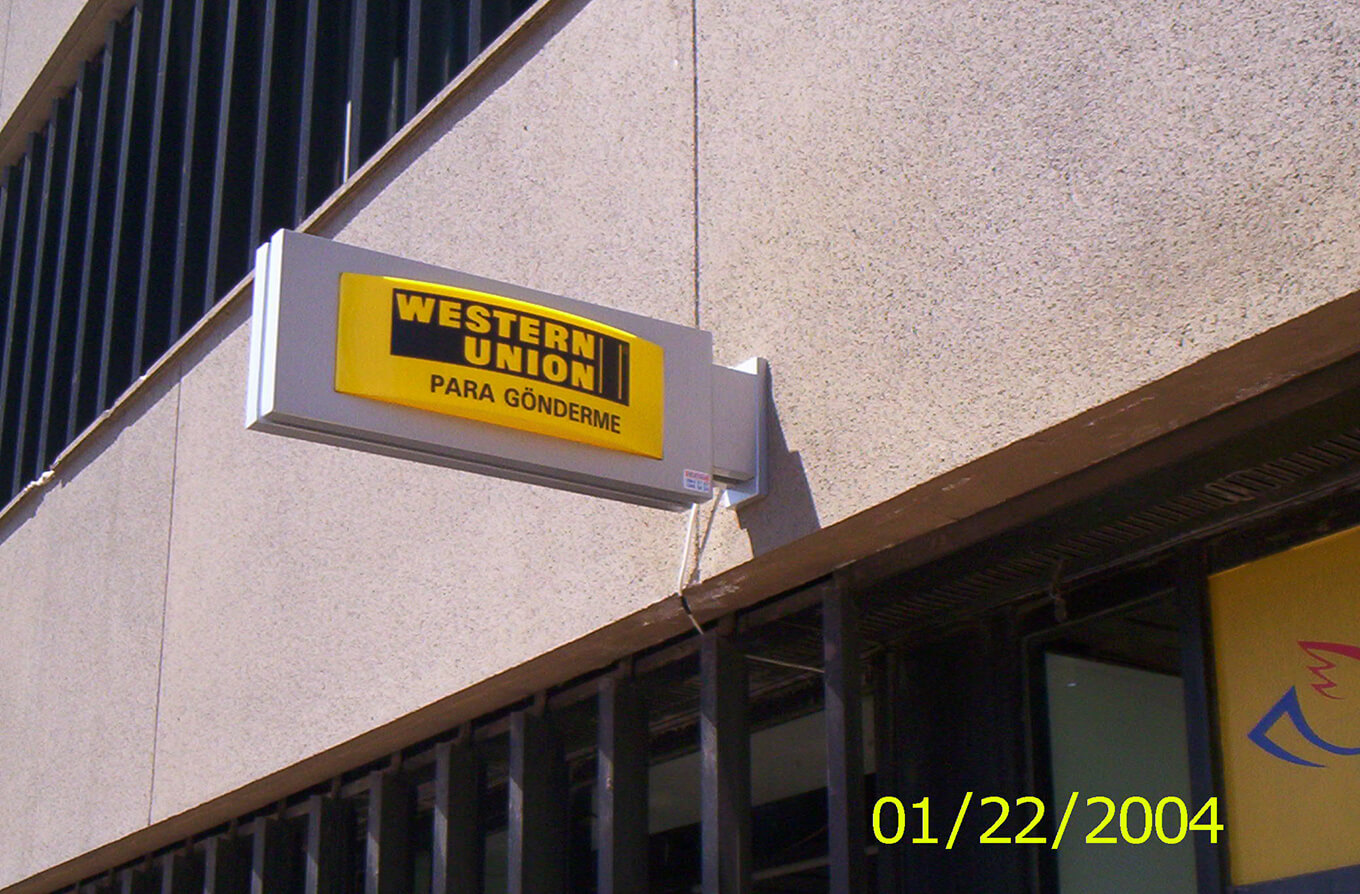 WESTERN
UNION
PARA GÖNDERME
01/22/2004